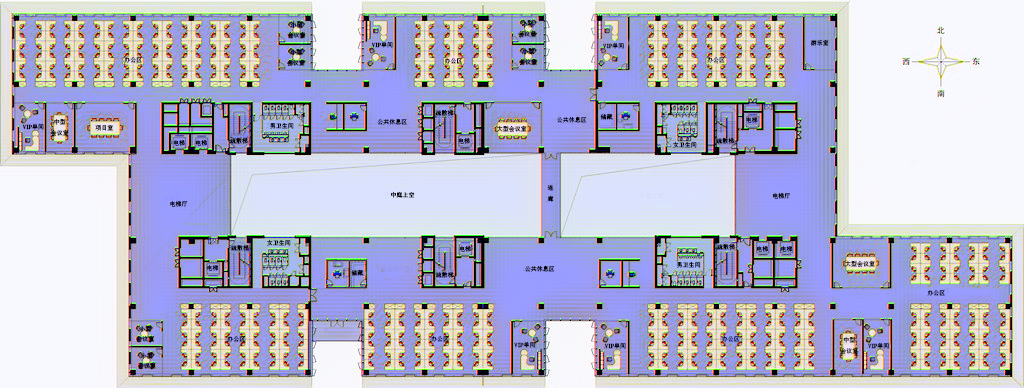 小型
会议室
小型
会议室
VIP单间
小型
会议室
小型
会议室
VIP单间
游乐室
北
办公区
办公区
办公区
西
东
南
VIP单间
中型
会议室
项目室
电梯
电梯
疏散梯
男卫生间
公共休息区
疏散梯
电梯
大型会议室
公共休息区
储藏
女卫生间
疏散梯
电梯
电梯厅
中庭上空
连廊
电梯厅
电梯
疏散梯
女卫生间
储藏
疏散梯
电梯
公共休息区
男卫生间
疏散梯
电梯
电梯
大型会议室
办公区
小型
会议室
小型
会议室
办公区
办公区
VIP单间
VIP单间
办公区
中型
会议室
VIP单间